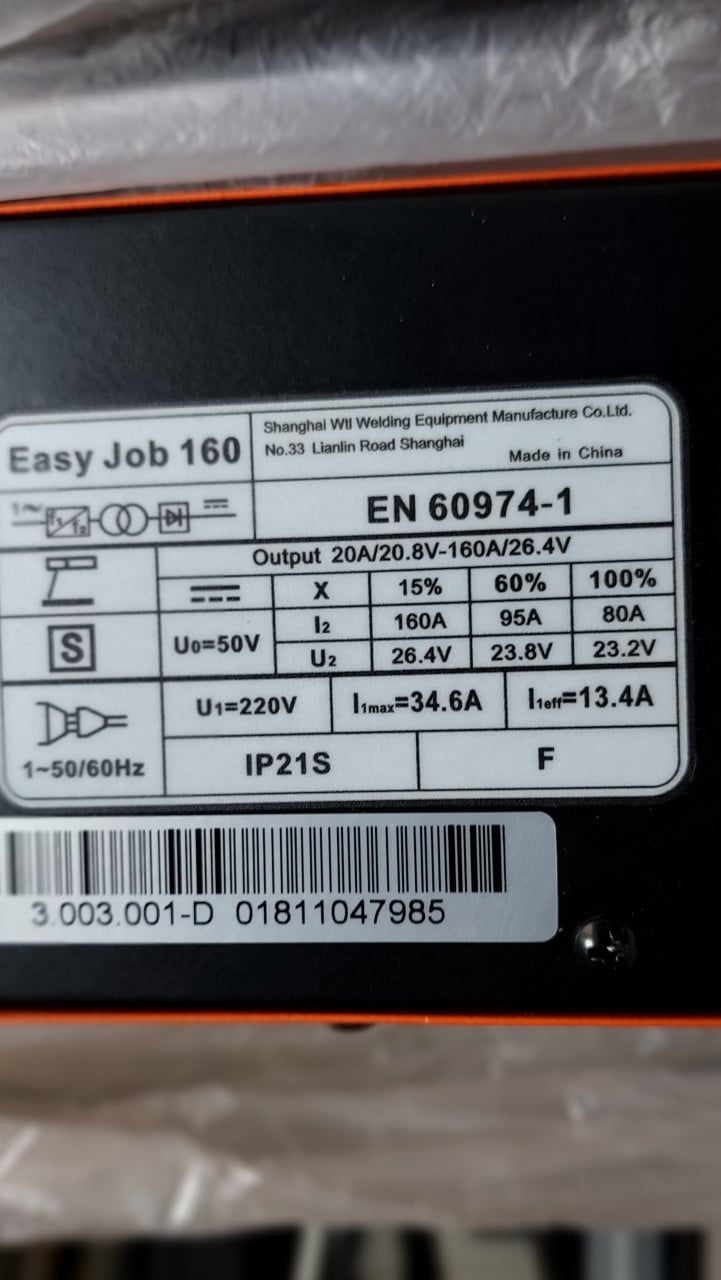 Easy Job 160
Shanghai Wtl Welding Equipment Manufacture Co.Ltd.
No.33 Lianlin Road Shanghai
Made in China
1~ f1 f2
EN 60974-1
Output 20A/20.8V-160A/26.4V
X 15% 60% 100%
S
U0=50V
I2 160A 95A 80A
U2 26.4V 23.8V 23.2V
U1=220V I1max=34.6A I1eff=13.4A
1~50/60Hz
IP21S F
3.003.001-D 01811047985